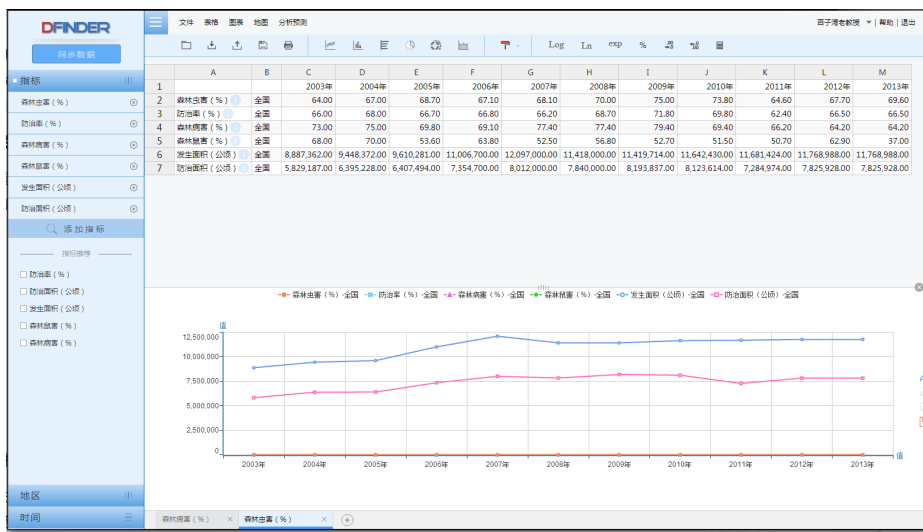 DFINDER
同步数据
指标
森林虫害（%）
防治率（%）
森林病害（%）
森林鼠害（%）
发生面积（公顷）
防治面积（公顷）
添加指标
指标推荐
防治率（%）
防治面积（公顷）
发生面积（公顷）
森林鼠害（%）
森林病害（%）
地区
时间
文件 表格 图表 地图 分析预测
百子湾老教授 | 帮助 | 退出
Log Ln exp %
A B C D E F G H I J K L M
1 2003年 2004年 2005年 2006年 2007年 2008年 2009年 2010年 2011年 2012年 2013年
2 森林虫害（%） 全国 64.00 67.00 68.70 67.10 68.10 70.00 75.00 73.80 64.60 67.70 69.60
3 防治率（%） 全国 66.00 68.00 66.70 66.80 66.20 68.70 71.80 69.80 62.40 66.50 66.50
4 森林病害（%） 全国 73.00 75.00 69.80 69.10 77.40 77.40 79.40 69.40 66.20 64.20 64.20
5 森林鼠害（%） 全国 68.00 70.00 53.60 63.80 52.50 56.80 52.70 51.50 50.70 62.90 37.00
6 发生面积（公顷） 全国 8,887,362.00 9,448,372.00 9,610,281.00 11,006,700.00 12,097,000.00 11,418,000.00 11,419,714.00 11,642,430.00 11,681,424.00 11,768,988.00 11,768,988.00
7 防治面积（公顷） 全国 5,829,187.00 6,395,228.00 6,407,494.00 7,354,700.00 8,012,000.00 7,840,000.00 8,193,837.00 8,123,614.00 7,284,974.00 7,825,928.00 7,825,928.00
森林虫害（%）-全国 防治率（%）-全国 森林病害（%）-全国 森林鼠害（%）-全国 发生面积（公顷）-全国 防治面积（公顷）-全国
值
12,500,000
10,000,000
7,500,000
5,000,000
2,500,000
0
值
2003年 2004年 2005年 2006年 2007年 2008年 2009年 2010年 2011年 2012年 2013年
森林病害（%） × 森林虫害（%） ×